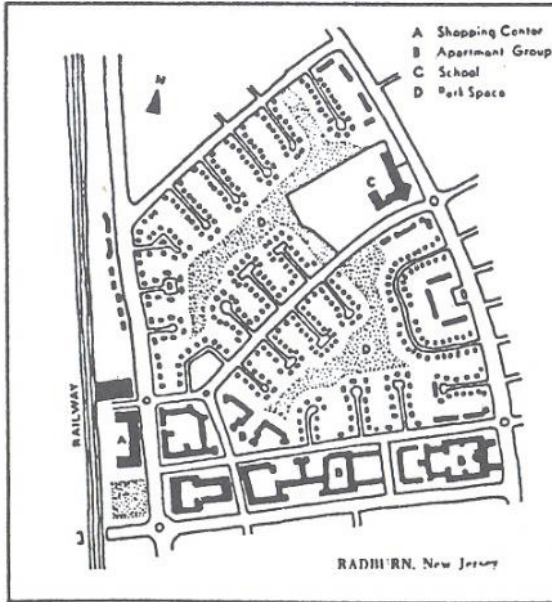 A Shopping Center
B Apartment Group
C School
D Park Space
N
C
D
D
RAILWAY
A
B
B
RADBURN, New Jersey